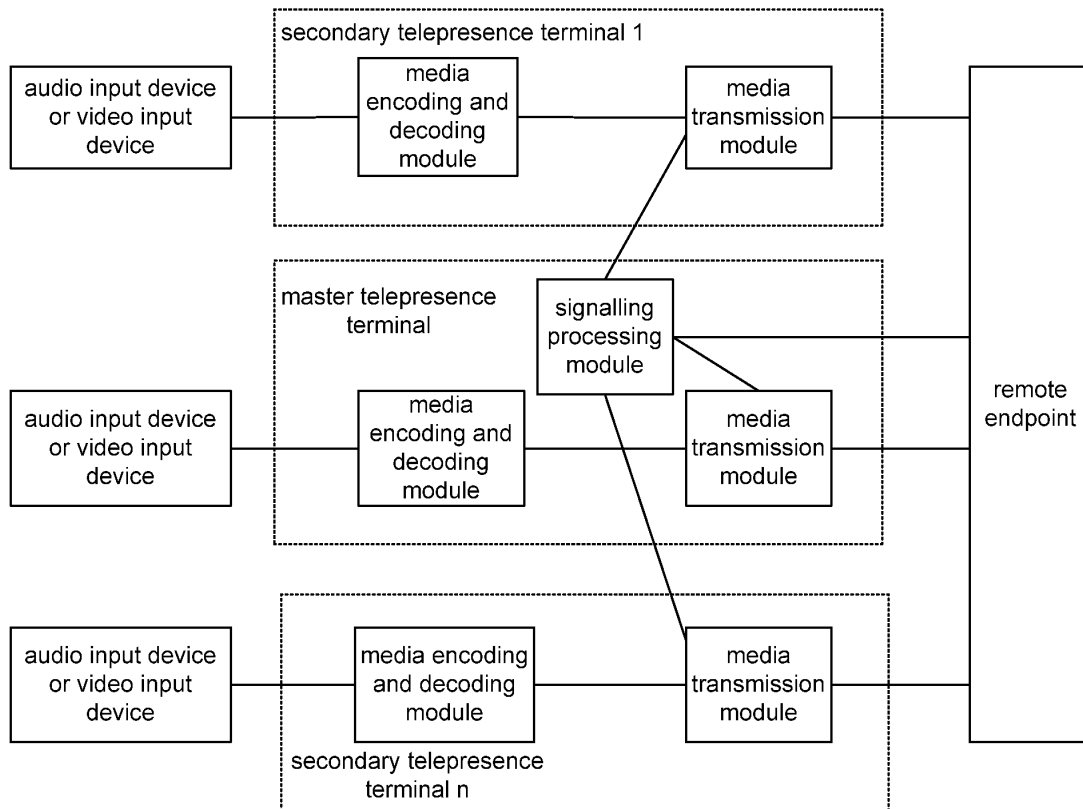 secondary telepresence terminal 1
audio input device
or video input
device
media
encoding and
decoding
module
media
transmission
module
master telepresence
terminal
signalling
processing
module
audio input device
or video input
device
media
encoding and
decoding
module
media
transmission
module
remote
endpoint
audio input device
or video input
device
media encoding
and decoding
module
media
transmission
module
secondary telepresence
terminal n